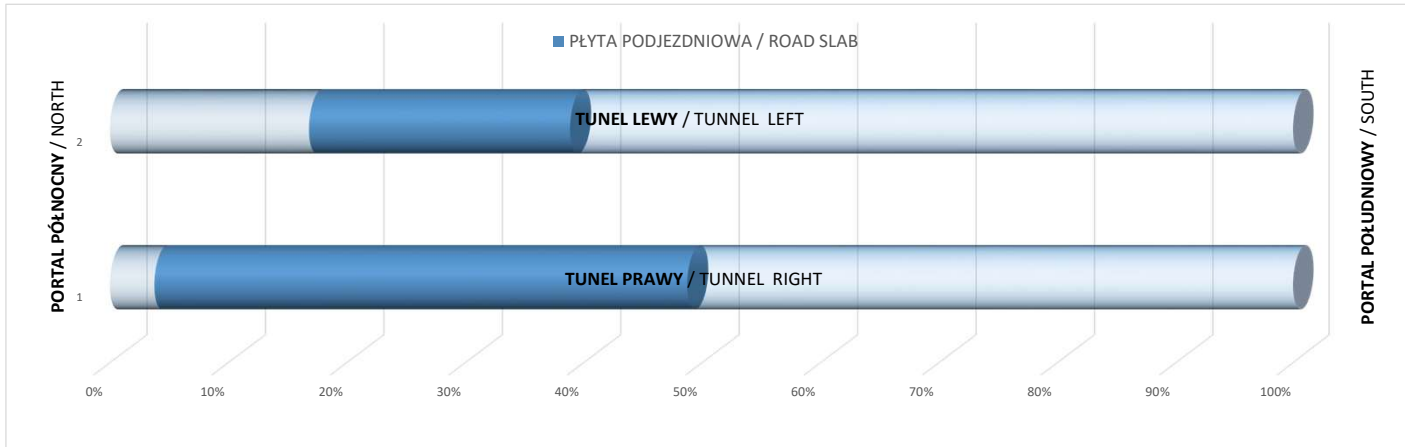 PŁYTA PODJEZDNIOWA / ROAD SLAB
PORTAL PÓŁNOCNY / NORTH
2
TUNEL LEWY / TUNNEL LEFT
1
TUNEL PRAWY / TUNNEL RIGHT
PORTAL POŁUDNIOWY / SOUTH
0% 10% 20% 30% 40% 50% 60% 70% 80% 90% 100%